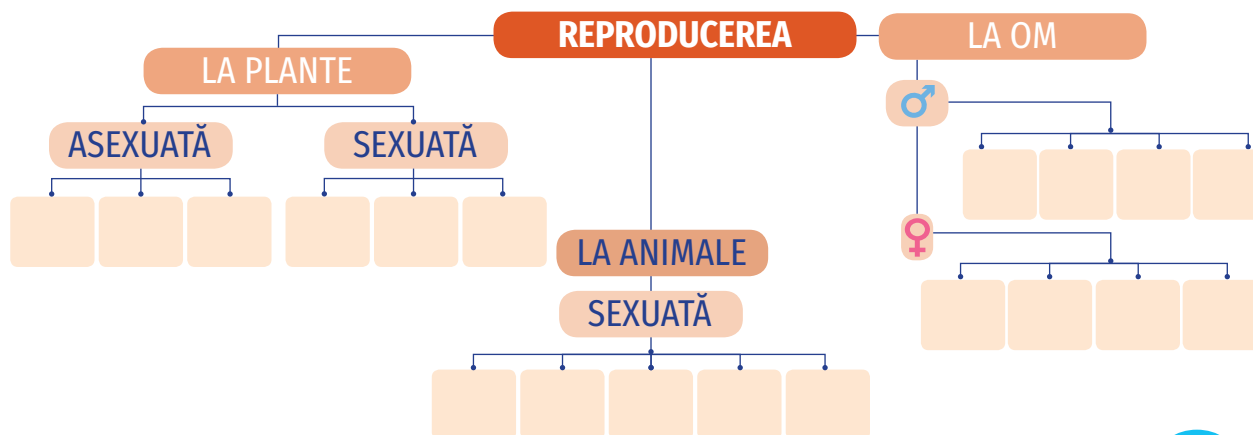 REPRODUCEREA
LA OM
LA PLANTE
ASEXUATĂ
SEXUATĂ
LA ANIMALE
SEXUATĂ